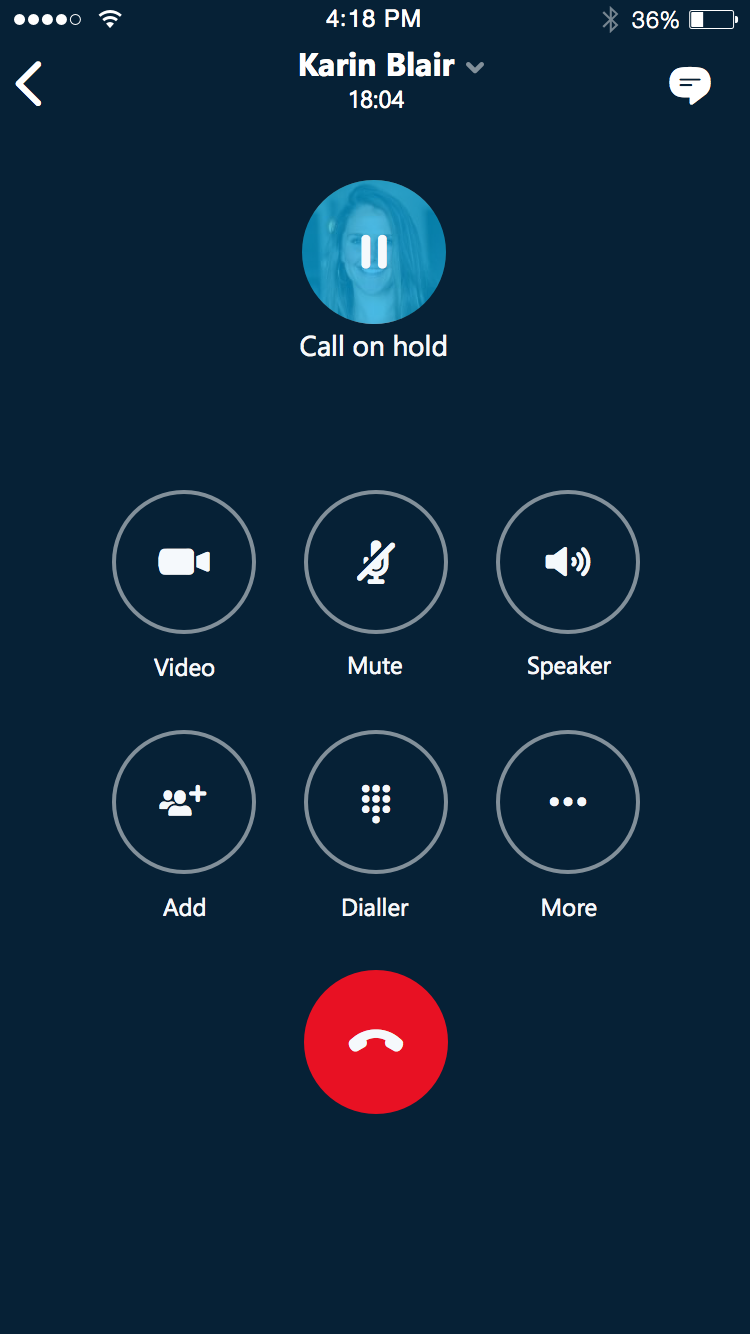 4:18 PM
36%
Karin Blair
18:04
Call on hold
Video
Mute
Speaker
Add
Dialler
More